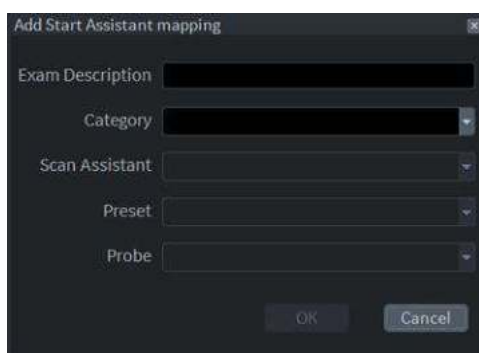 Add Start Assistant mapping
Exam Description
Category
Scan Assistant
Preset
Probe
OK Cancel